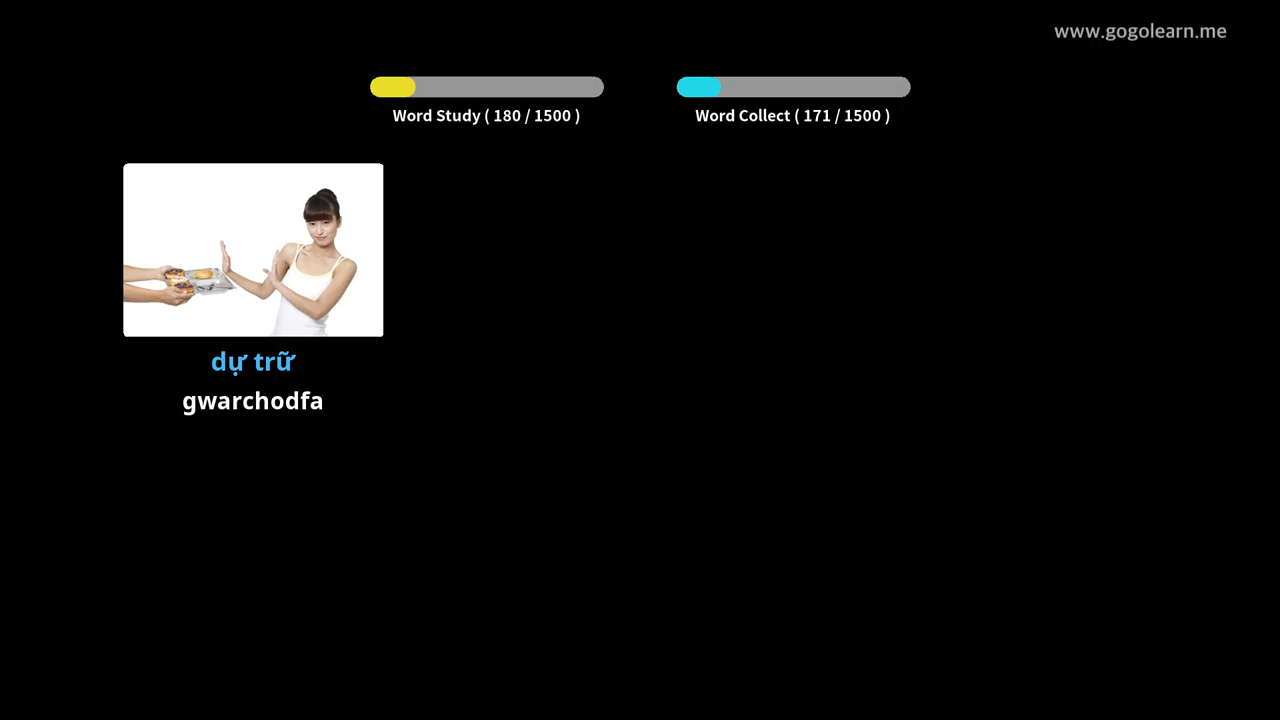 www.gogolearn.me
Word Study ( 180 / 1500 )
Word Collect ( 171 / 1500 )
dự trữ
gwarchodfa